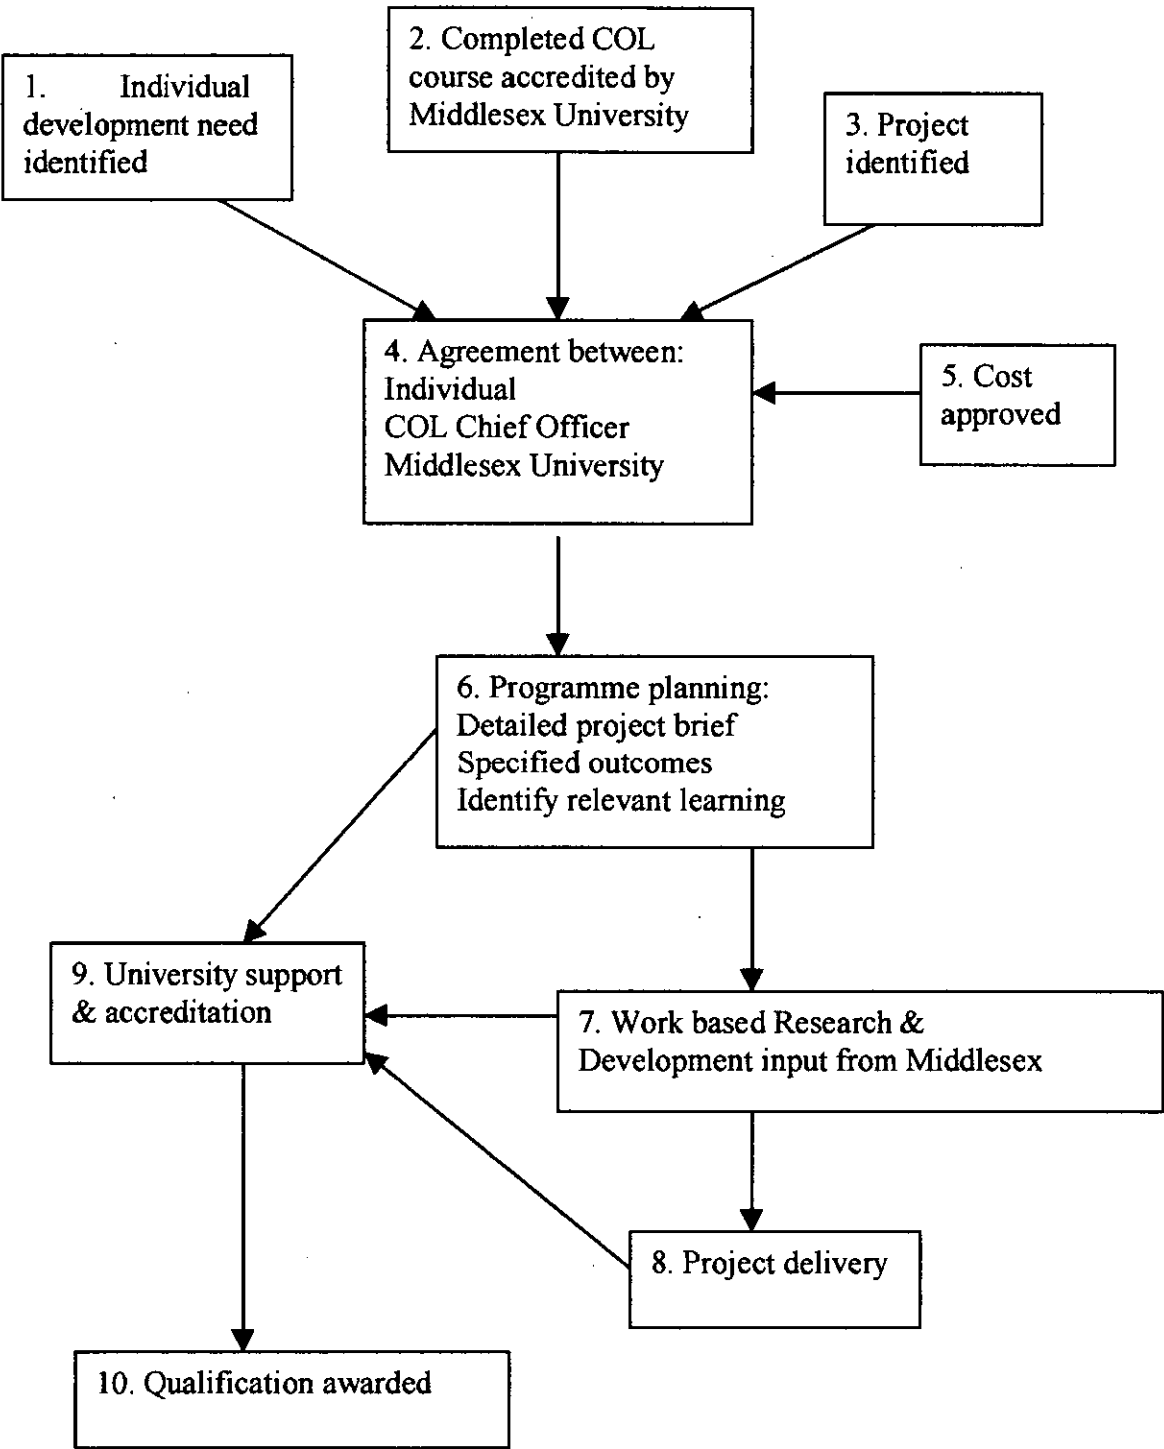 1. Individual
development need
identified
2. Completed COL
course accredited by
Middlesex University
3. Project
identified
4. Agreement between:
Individual
COL Chief Officer
Middlesex University
5. Cost
approved
6. Programme planning:
Detailed project brief
Specified outcomes
Identify relevant learning
9. University support
& accreditation
7. Work based Research &
Development input from Middlesex
8. Project delivery
10. Qualification awarded